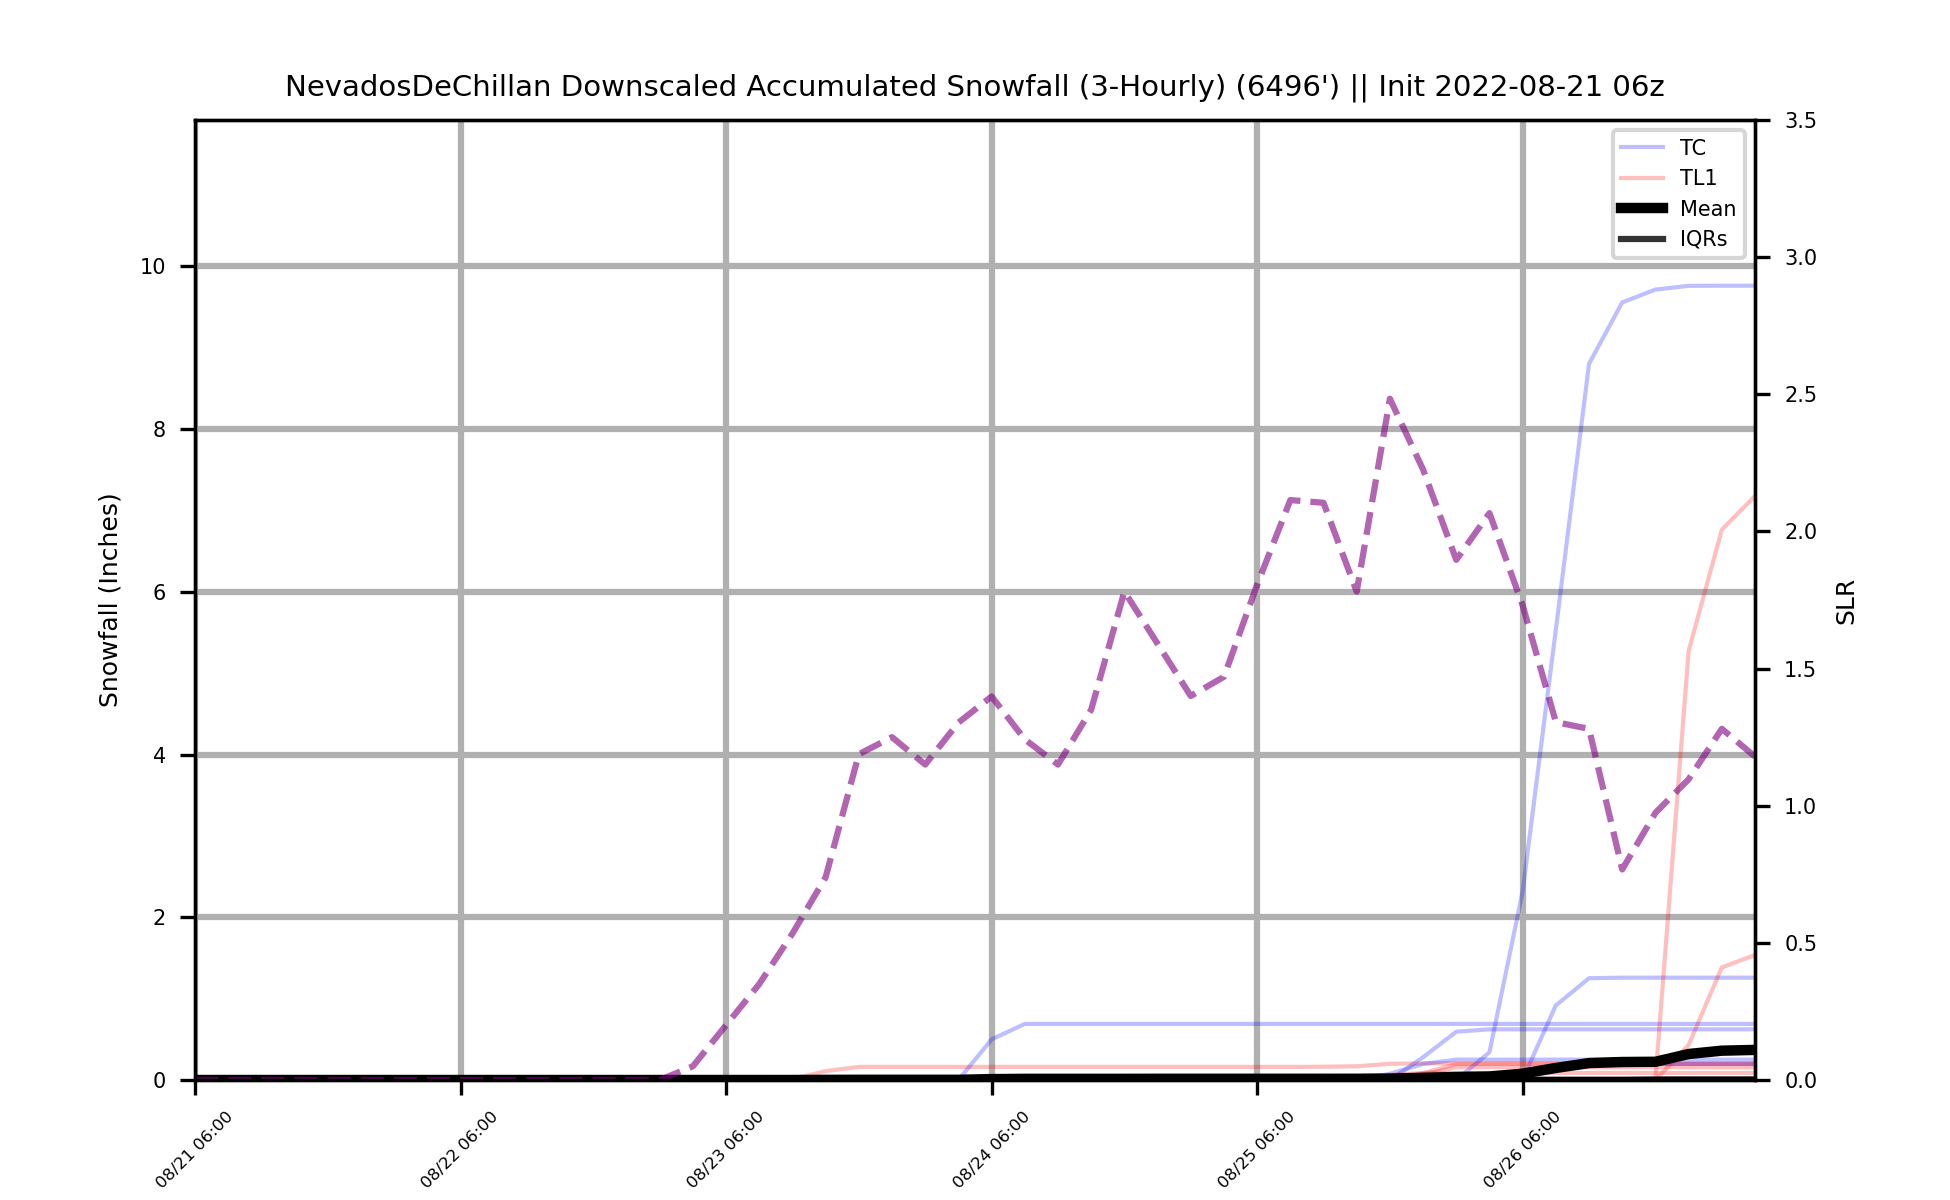 NevadosDeChillan Downscaled Accumulated Snowfall (3-Hourly) (6496') || Init 2022-08-21 06z
TC
TL1
Mean
IQRs
Snowfall (Inches)
10
8
6
4
2
0
3.5
3.0
2.5
2.0
1.5
1.0
0.5
0.0
SLR
08/21 06:00
08/22 06:00
08/23 06:00
08/24 06:00
08/25 06:00
08/26 06:00